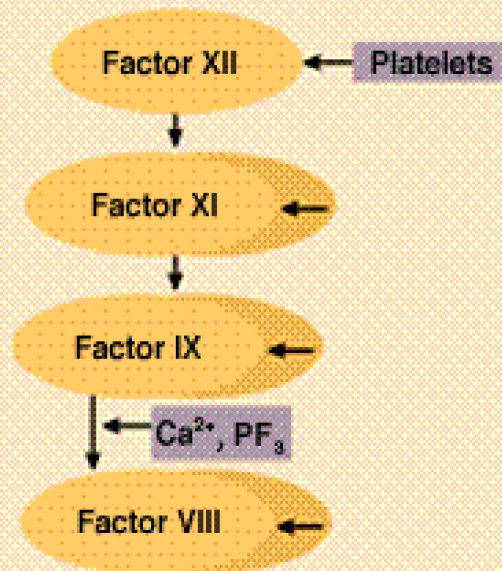 Factor XII
Platelets
Factor XI
Factor IX
Ca²⁺, PF₃
Factor VIII